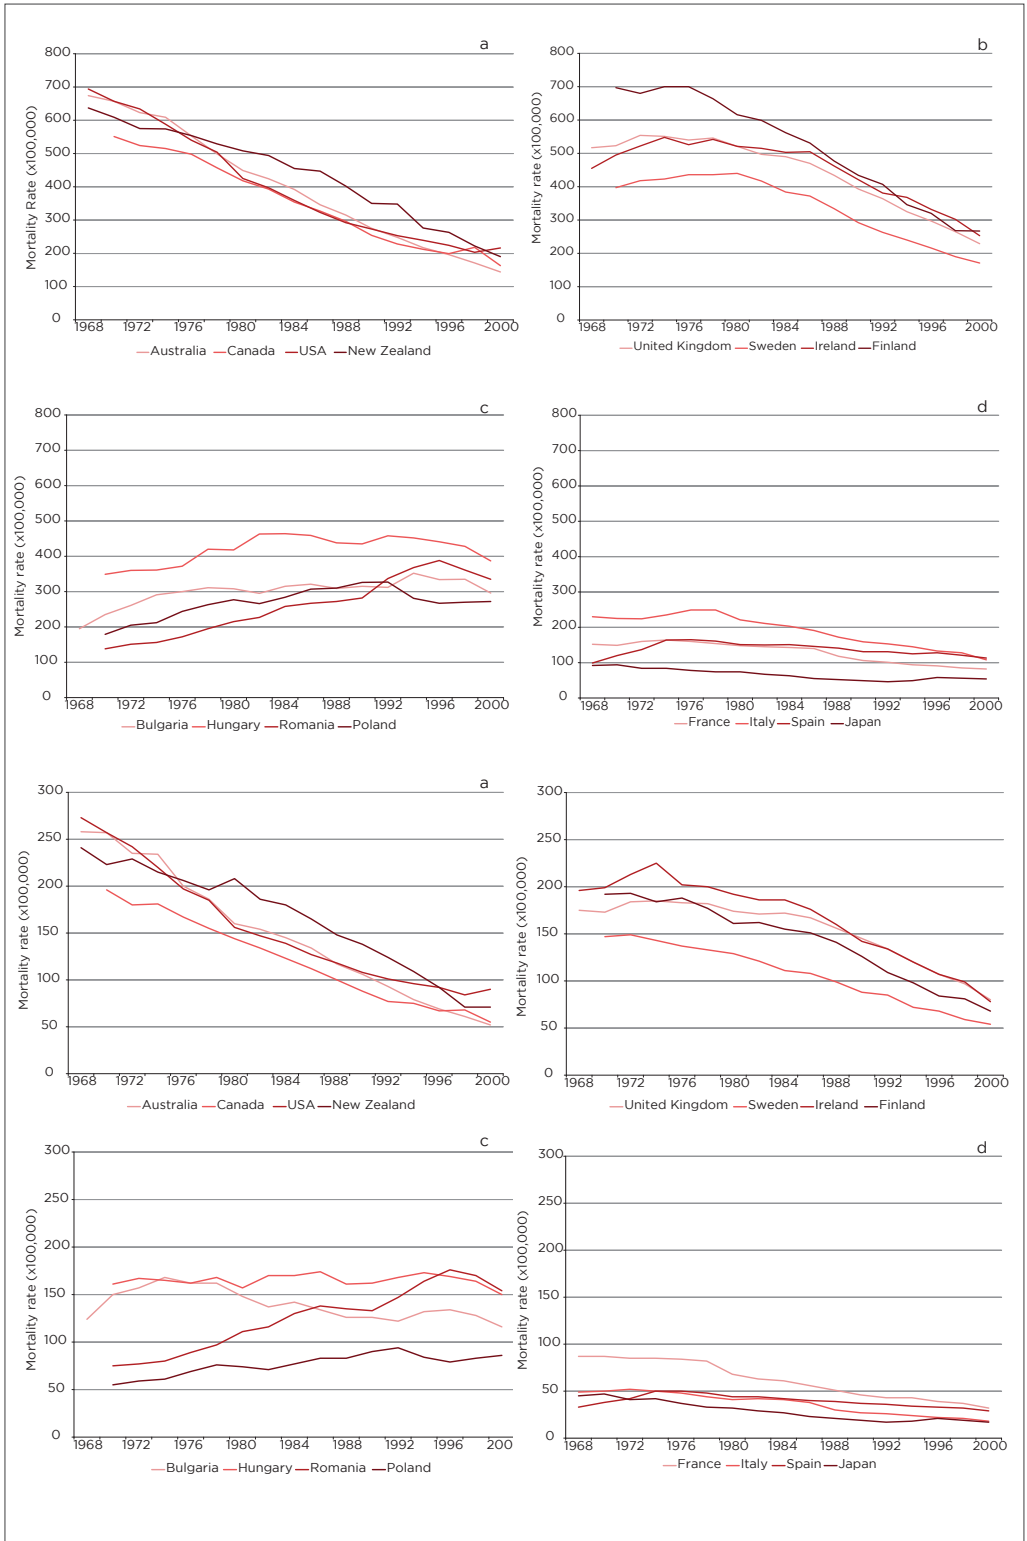 a
800
700
600
500
400
300
200
100
0
Mortality Rate (x100,000)
1968 1972 1976 1980 1984 1988 1992 1996 2000
Australia Canada USA New Zealand
b
800
700
600
500
400
300
200
100
0
Mortality rate (x100,000)
1968 1972 1976 1980 1984 1988 1992 1996 2000
United Kingdom Sweden Ireland Finland
c
800
700
600
500
400
300
200
100
0
Mortality rate (x100,000)
1968 1972 1976 1980 1984 1988 1992 1996 2000
Bulgaria Hungary Romania Poland
d
800
700
600
500
400
300
200
100
0
Mortality rate (x100,000)
1968 1972 1976 1980 1984 1988 1992 1996 2000
France Italy Spain Japan
a
300
250
200
150
100
50
0
Mortality rate (x100,000)
1968 1972 1976 1980 1984 1988 1992 1996 2000
Australia Canada USA New Zealand
300
250
200
150
100
50
0
Mortality rate (x100,000)
1968 1972 1976 1980 1984 1988 1992 1996 2000
United Kingdom Sweden Ireland Finland
c
300
250
200
150
100
50
0
Mortality rate (x100,000)
1968 1972 1976 1980 1984 1988 1992 1996 2000
Bulgaria Hungary Romania Poland
d
300
250
200
150
100
50
0
Mortality rate (x100,000)
1968 1972 1976 1980 1984 1988 1992 1996 2000
France Italy Spain Japan